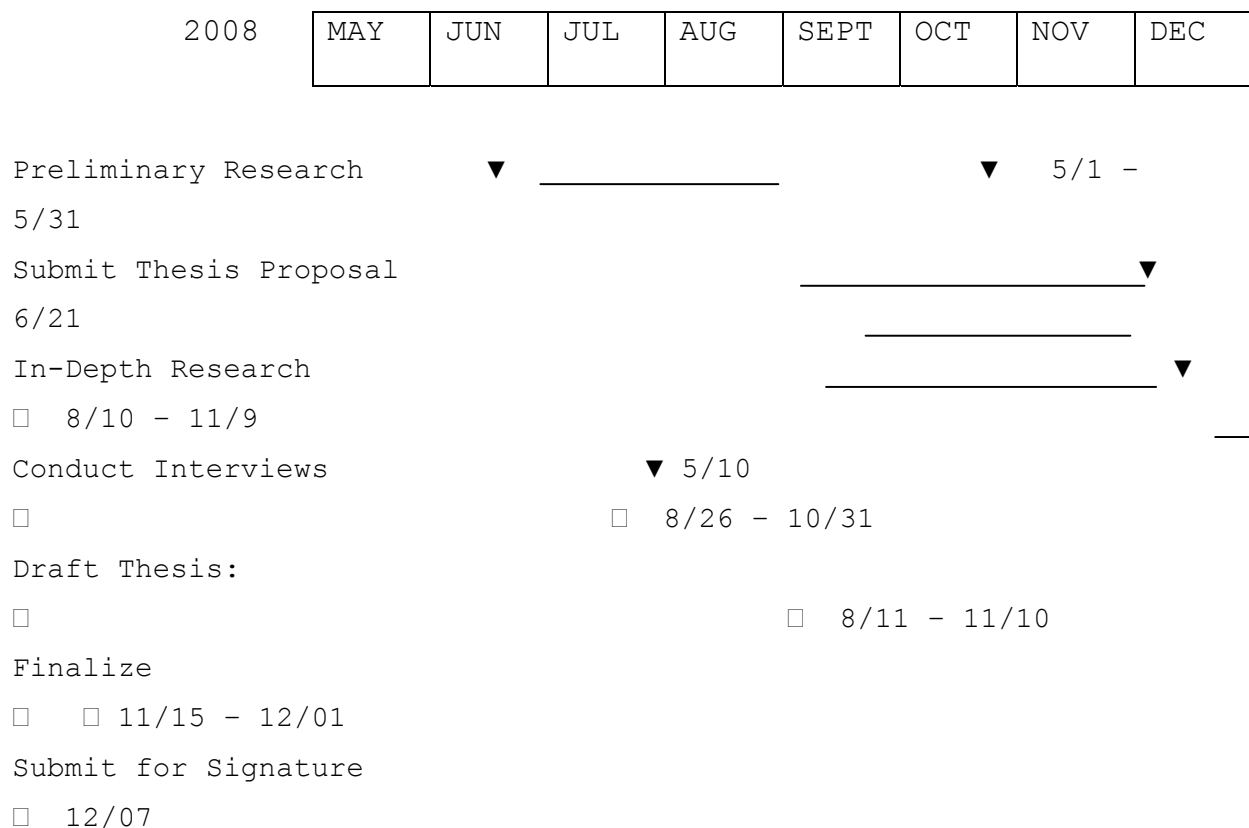 2008 MAY JUN JUL AUG SEPT OCT NOV DEC
Preliminary Research ▼ ▼ 5/1 –
5/31
Submit Thesis Proposal ▼
6/21
In-Depth Research ▼
□ 8/10 – 11/9
Conduct Interviews ▼ 5/10
□ □ 8/26 – 10/31
Draft Thesis:
□ □ 8/11 – 11/10
Finalize
□ □ 11/15 – 12/01
Submit for Signature
□ 12/07